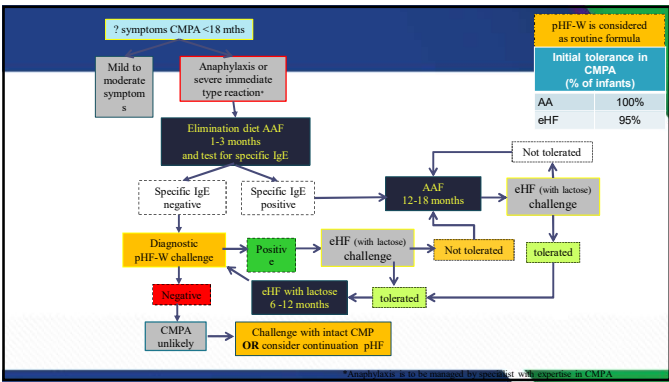 ? symptoms CMPA <18 mths
pHF-W is considered
as routine formula
Initial tolerance in
CMPA
(% of infants)
AA 100%
eHF 95%
Mild to
moderate
symptom
s
Anaphylaxis or
severe immediate
type reaction*
Elimination diet AAF
1-3 months
and test for specific IgE
Not tolerated
Specific IgE
negative
Specific IgE
positive
AAF
12-18 months
eHF (with lactose)
challenge
Diagnostic
pHF-W challenge
Positiv
e
eHF (with lactose)
challenge
Not tolerated
tolerated
Negative
eHF with lactose
6 -12 months
tolerated
CMPA
unlikely
Challenge with intact CMP
OR consider continuation pHF
*Anaphylaxis is to be managed by specialist with expertise in CMPA